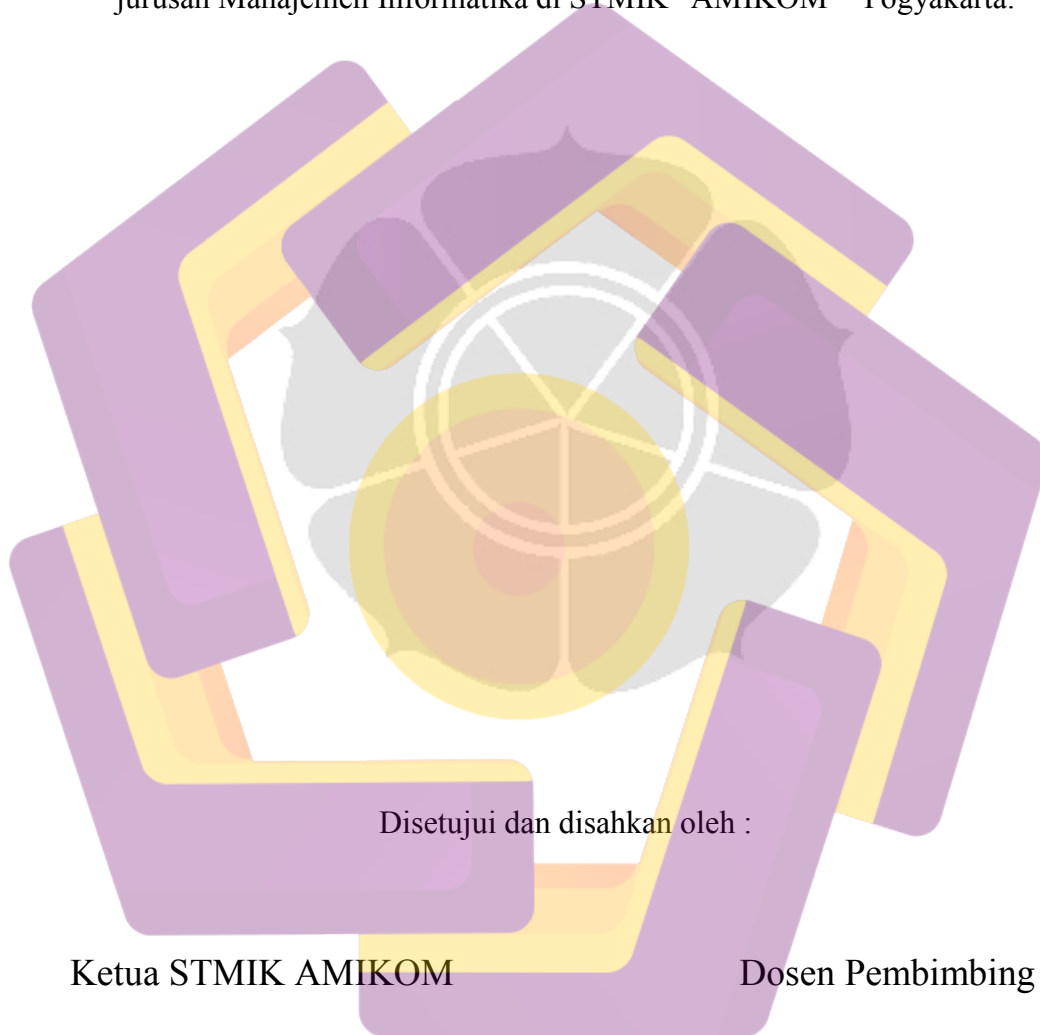 jurusan Manajemen Informatika di STMIK "AMIKOM" Yogyakarta.
Disetujui dan disahkan oleh :
Ketua STMIK AMIKOM Dosen Pembimbing